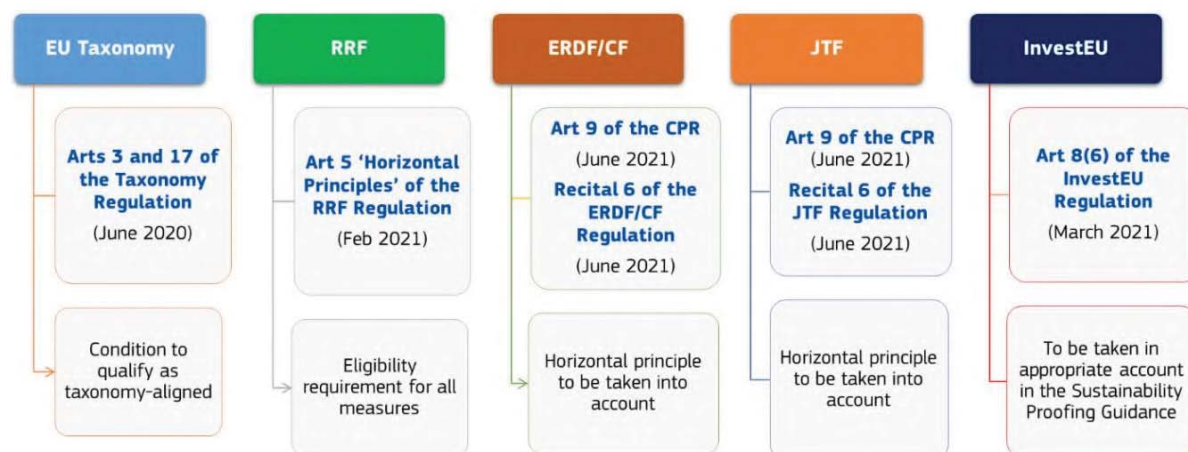 EU Taxonomy
Arts 3 and 17 of
the Taxonomy
Regulation
(June 2020)
Condition to
qualify as
taxonomy-aligned
RRF
Art 5 ‘Horizontal
Principles’ of the
RRF Regulation
(Feb 2021)
Eligibility
requirement for all
measures
ERDF/CF
Art 9 of the CPR
(June 2021)
Recital 6 of the
ERDF/CF
Regulation
(June 2021)
Horizontal principle
to be taken into
account
JTF
Art 9 of the CPR
(June 2021)
Recital 6 of the
JTF Regulation
(June 2021)
Horizontal principle
to be taken into
account
InvestEU
Art 8(6) of the
InvestEU
Regulation
(March 2021)
To be taken in
appropriate account
in the Sustainability
Proofing Guidance